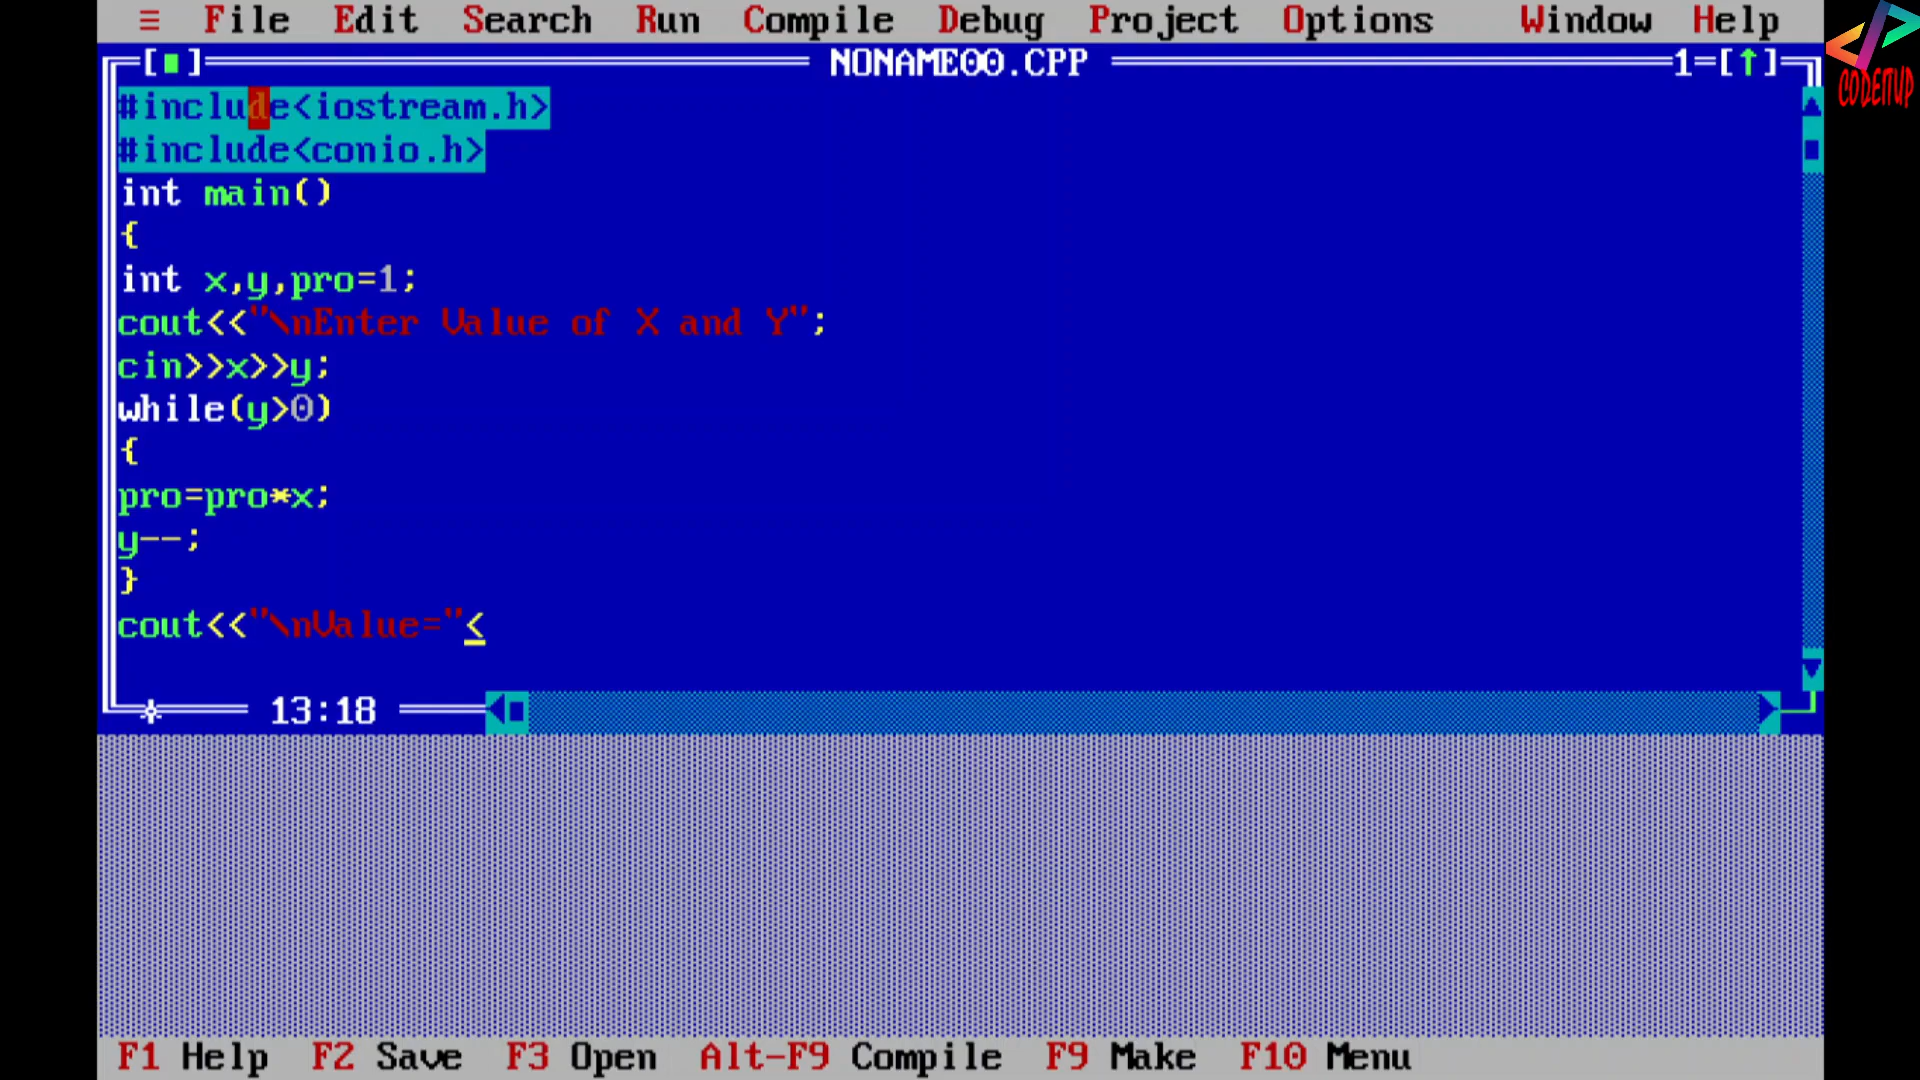 ≡ File Edit Search Run Compile Debug Project Options Window Help
[■] NONAME00.CPP 1=[↑]
#include<iostream.h>
#include<conio.h>
int main()
{
int x,y,pro=1;
cout<<"\nEnter Value of X and Y";
cin>>x>>y;
while(y>0)
{
pro=pro*x;
y--;
}
cout<<"\nValue="<
13:18
F1 Help F2 Save F3 Open Alt-F9 Compile F9 Make F10 Menu